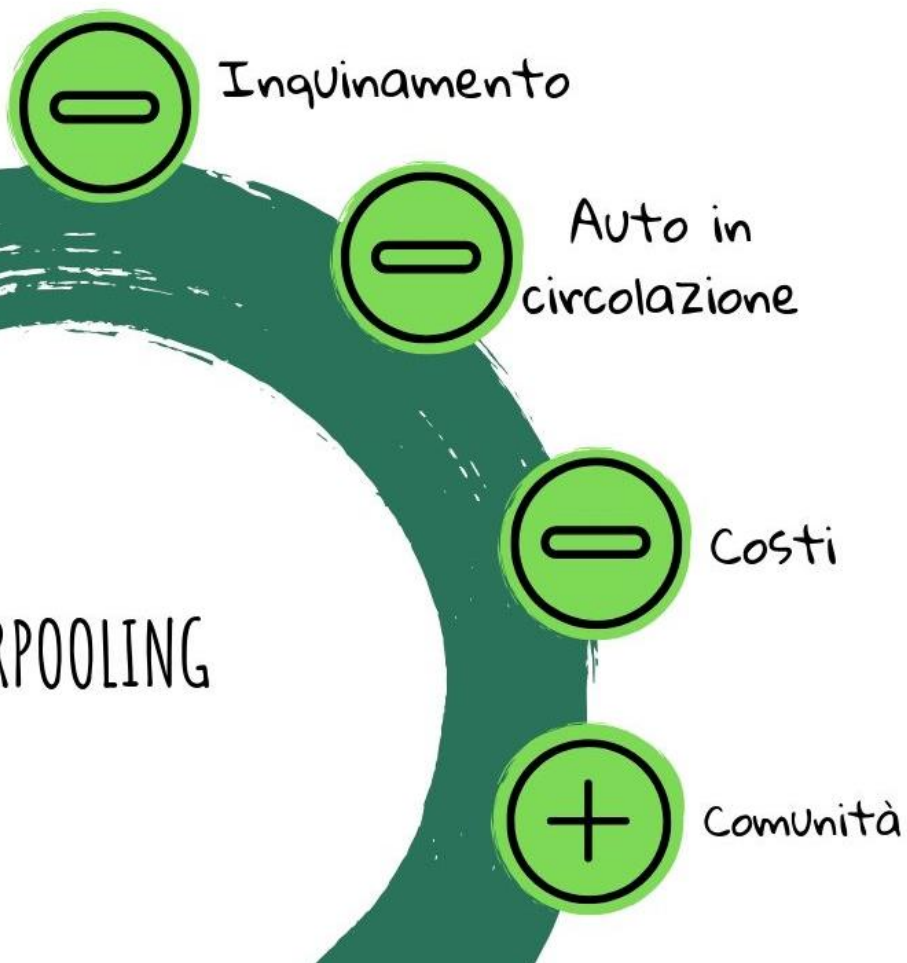 Inquinamento
Auto in
circolazione
Costi
RPOOLING
Comunità